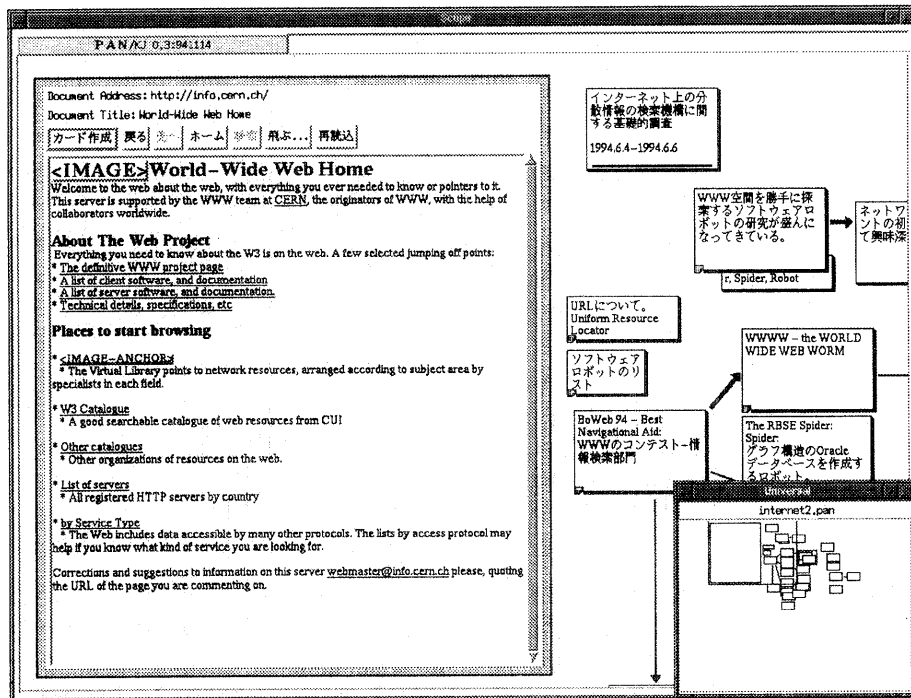 Scope
PAN/KJ 0.3:941114
Document Address: http://info.cern.ch/
Document Title: World-Wide Web Home
カード作成 戻る 先へ ホーム 飛ぶ... 再読込
<IMAGE>World-Wide Web Home
Welcome to the web about the web, with everything you ever needed to know or pointers to it.
This server is supported by the WWW team at CERN, the originators of WWW, with the help of
collaborators worldwide.
About The Web Project
Everything you need to know about the W3 is on the web. A few selected jumping off points:
* The definitive WWW project page
* A list of client software, and documentation
* A list of server software, and documentation.
* Technical details, specifications, etc
Places to start browsing
* <IMAGE-ANCHOR>
* The Virtual Library points to network resources, arranged according to subject area by
specialists in each field.
* W3 Catalogue
* A good searchable catalogue of web resources from CUI
* Other catalogues
* Other organizations of resources on the web.
* List of servers
* All registered HTTP servers by country
* by Service Type
* The Web includes data accessible by many other protocols. The lists by access protocol may
help if you know what kind of service you are looking for.
Corrections and suggestions to information on this server webmaster@info.cern.ch please, quoting
the URL of the page you are commenting on.
インターネット上の分
散情報の検索機構に関
する基礎的調査
1994.6.4-1994.6.6
WWW空間を勝手に探
索するソフトウェアロ
ボットの研究が盛んに
なってきている。
r, Spider, Robot
ネットワ
ントの初
て興味深
URLについて。
Uniform Resource
Locator
ソフトウェア
ロボットのリ
スト
WWWW - the WORLD
WIDE WEB WORM
BoWeb 94 - Best
Navigational Aid:
WWWのコンテスト-情
報検索部門
The RBSE Spider:
Spider:
グラフ構造のOracle
データベースを作成す
るロボット。
universal
internet2.pan